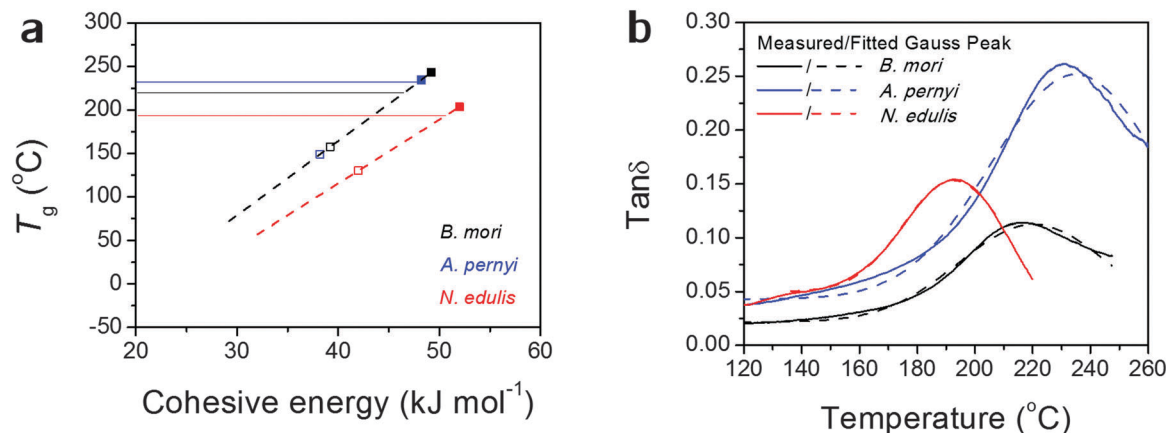 a
300
250
200
150
100
50
0
-50
T_g (°C)
20 30 40 50 60
Cohesive energy (kJ mol⁻¹)
B. mori
A. pernyi
N. edulis
b
0.30
0.25
0.20
0.15
0.10
0.05
0.00
Tanδ
Measured/Fitted Gauss Peak
/ B. mori
/ A. pernyi
/ N. edulis
120 140 160 180 200 220 240 260
Temperature (°C)